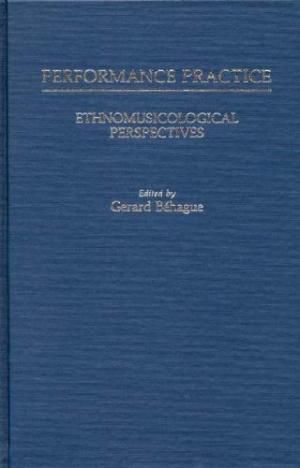 PERFORMANCE PRACTICE
ETHNOMUSICOLOGICAL
PERSPECTIVES
Edited by
Gerard Béhague